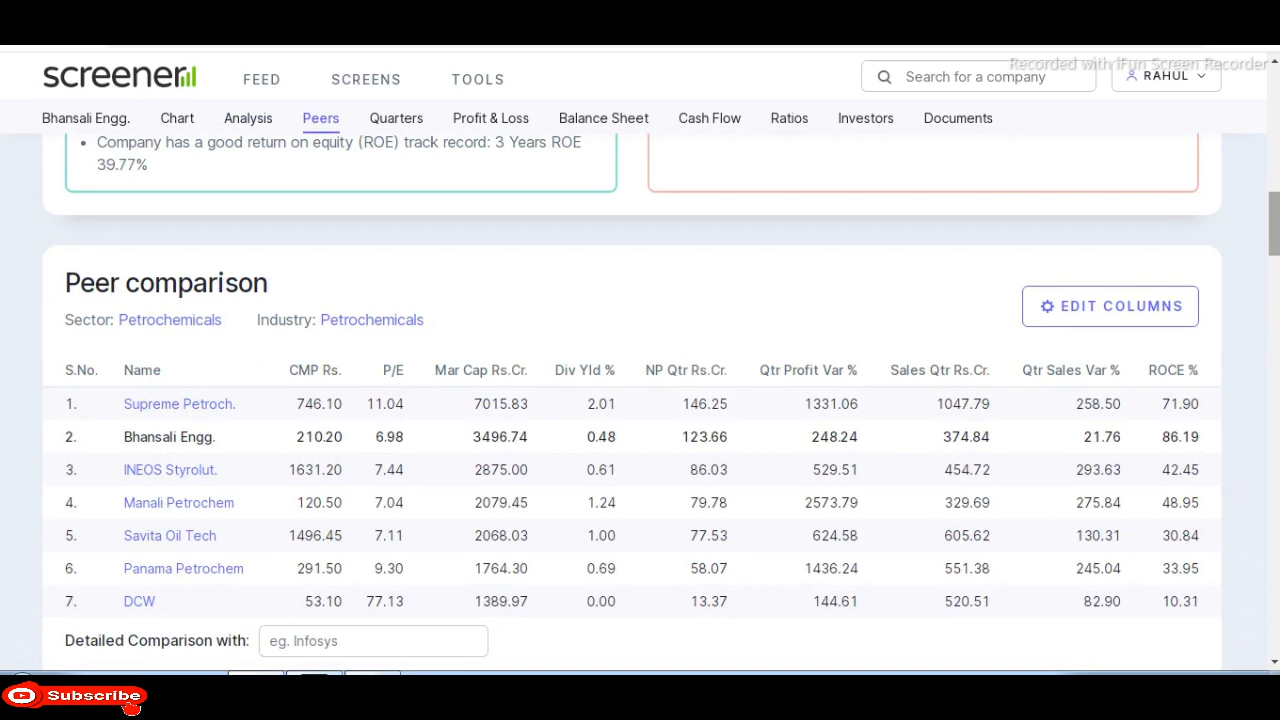 Recorded with iFun Screen Recorder
screener FEED SCREENS TOOLS Search for a company RAHUL
Bhansali Engg. Chart Analysis Peers Quarters Profit & Loss Balance Sheet Cash Flow Ratios Investors Documents
• Company has a good return on equity (ROE) track record: 3 Years ROE
39.77%
Peer comparison
Sector: Petrochemicals Industry: Petrochemicals
EDIT COLUMNS
S.No. Name CMP Rs. P/E Mar Cap Rs.Cr. Div Yld % NP Qtr Rs.Cr. Qtr Profit Var % Sales Qtr Rs.Cr. Qtr Sales Var % ROCE %
1. Supreme Petroch. 746.10 11.04 7015.83 2.01 146.25 1331.06 1047.79 258.50 71.90
2. Bhansali Engg. 210.20 6.98 3496.74 0.48 123.66 248.24 374.84 21.76 86.19
3. INEOS Styrolut. 1631.20 7.44 2875.00 0.61 86.03 529.51 454.72 293.63 42.45
4. Manali Petrochem 120.50 7.04 2079.45 1.24 79.78 2573.79 329.69 275.84 48.95
5. Savita Oil Tech 1496.45 7.11 2068.03 1.00 77.53 624.58 605.62 130.31 30.84
6. Panama Petrochem 291.50 9.30 1764.30 0.69 58.07 1436.24 551.38 245.04 33.95
7. DCW 53.10 77.13 1389.97 0.00 13.37 144.61 520.51 82.90 10.31
Detailed Comparison with: eg. Infosys
Subscribe